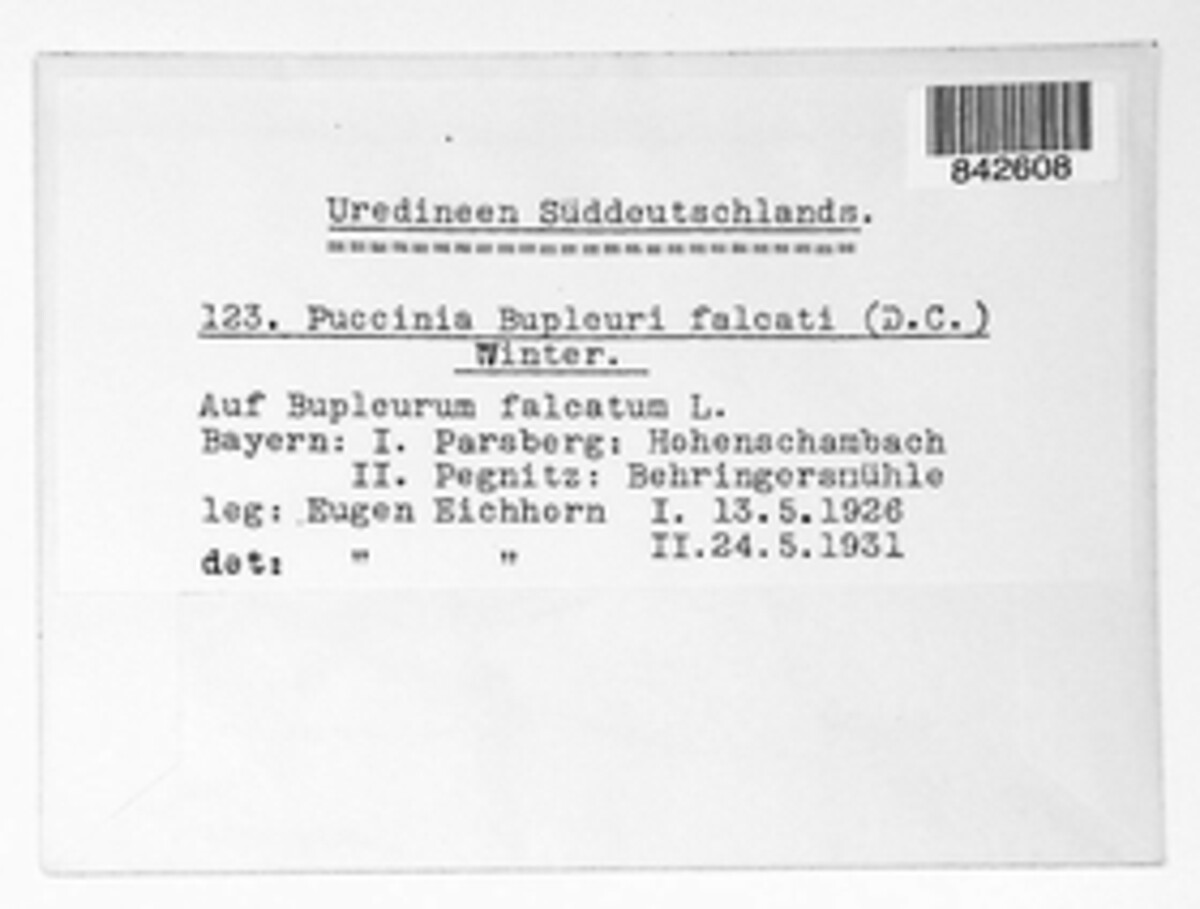 842608
Uredineen Süddeutschlands.
123. Puccinia Bupleuri falcati (D.C.)
Winter.
Auf Bupleurum falcatum L.
Bayern: I. Parsberg: Hohenschambach
II. Pegnitz: Behringersmühle
leg: Eugen Eichhorn I. 13.5.1926
II.24.5.1931
det: " "